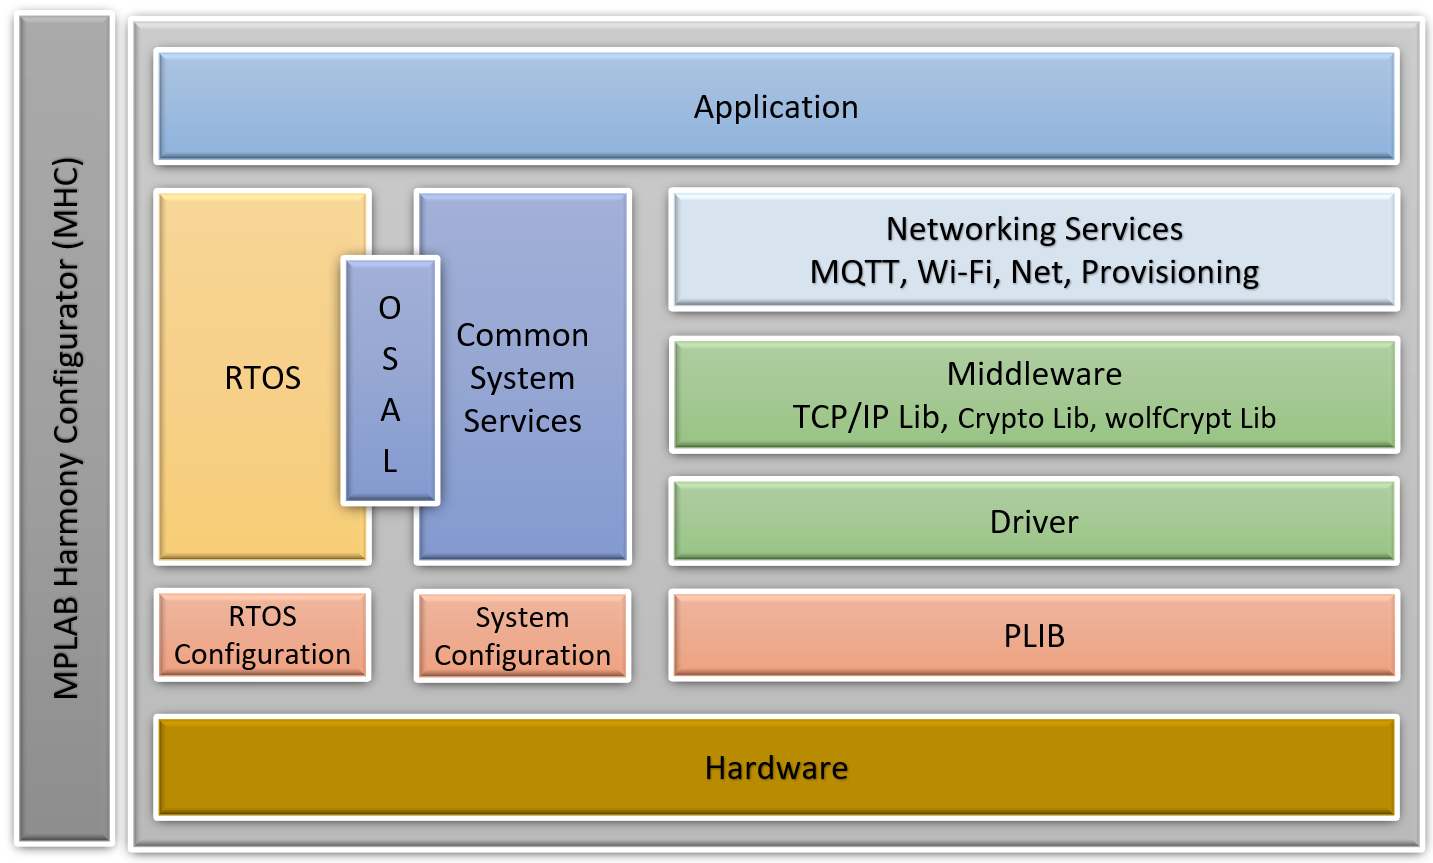 MPLAB Harmony Configurator (MHC)
Application
RTOS
O
S
A
L
Common
System
Services
Networking Services
MQTT, Wi-Fi, Net, Provisioning
Middleware
TCP/IP Lib, Crypto Lib, wolfCrypt Lib
Driver
RTOS
Configuration
System
Configuration
PLIB
Hardware